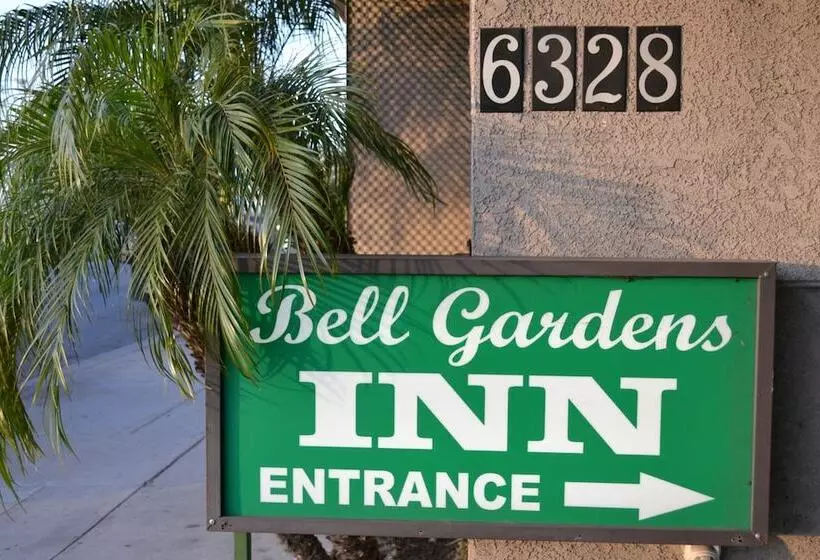 6328
Bell Gardens
INN
ENTRANCE